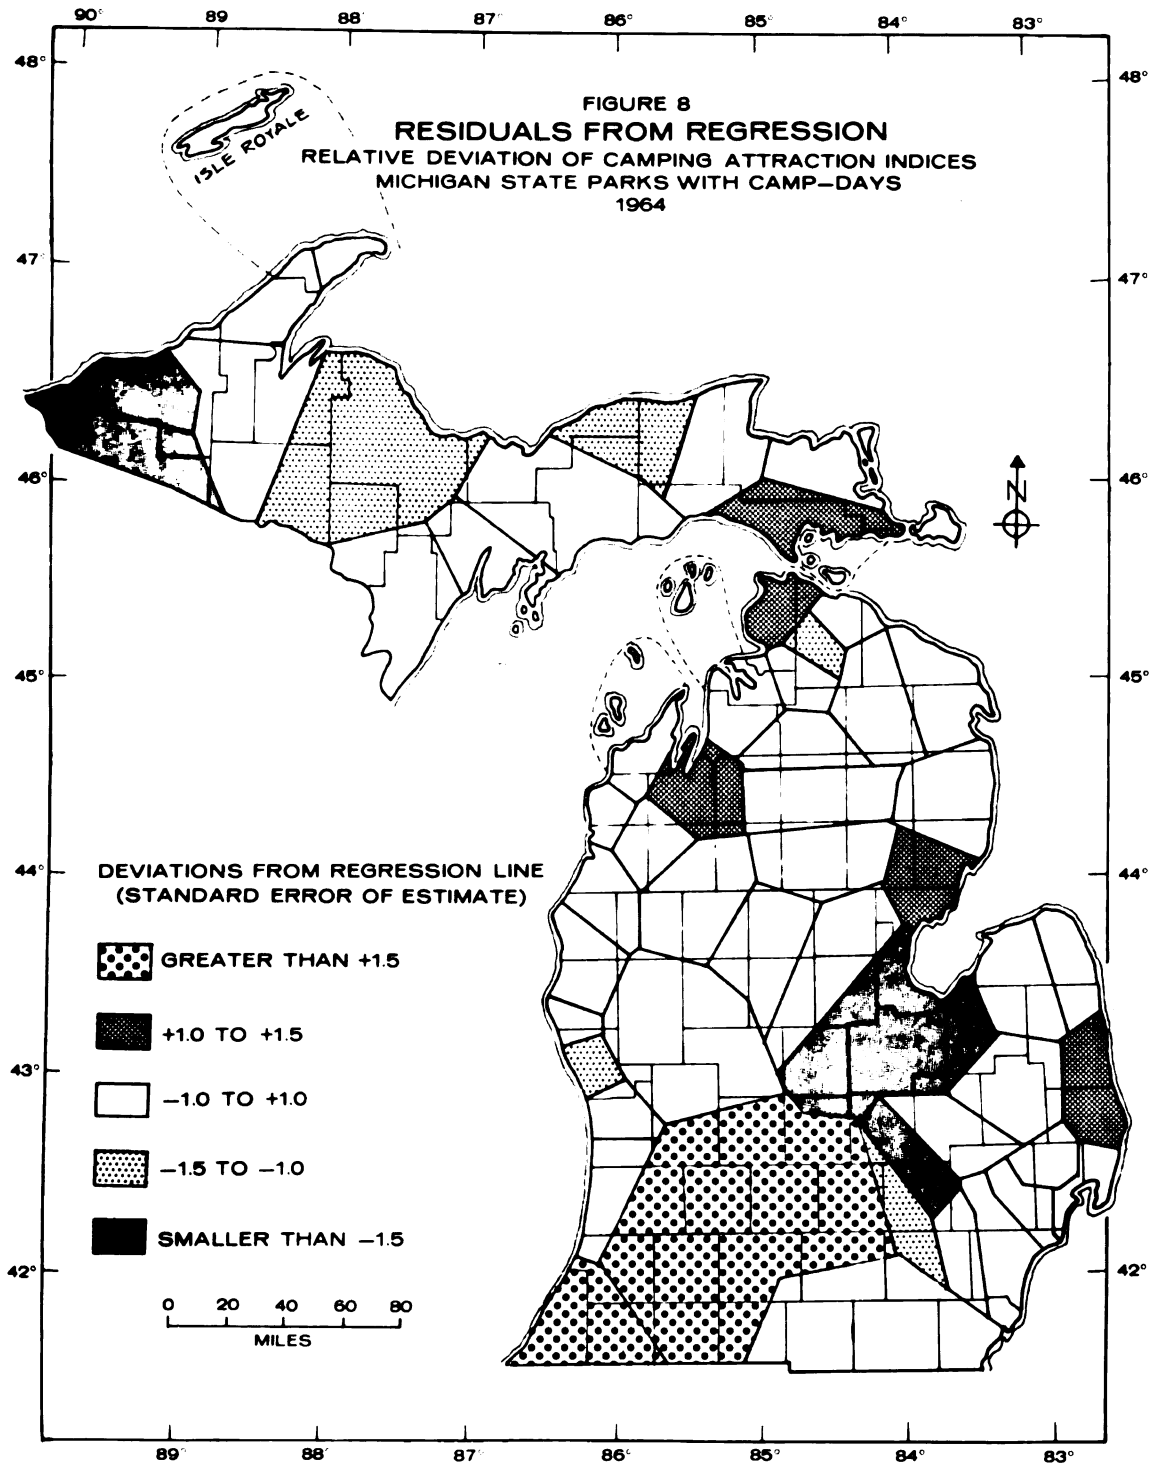 90° 89 88° 87° 86° 85° 84° 83°
48° 48°
FIGURE 8
RESIDUALS FROM REGRESSION
RELATIVE DEVIATION OF CAMPING ATTRACTION INDICES
MICHIGAN STATE PARKS WITH CAMP–DAYS
1964
ISLE ROYALE
47° 47°
46° 46°
N
45° 45°
44° 44°
DEVIATIONS FROM REGRESSION LINE
(STANDARD ERROR OF ESTIMATE)
GREATER THAN +1.5
+1.0 TO +1.5
43° 43°
–1.0 TO +1.0
–1.5 TO –1.0
SMALLER THAN –1.5
42° 42°
0 20 40 60 80
MILES
89° 88° 87° 86° 85° 84° 83°